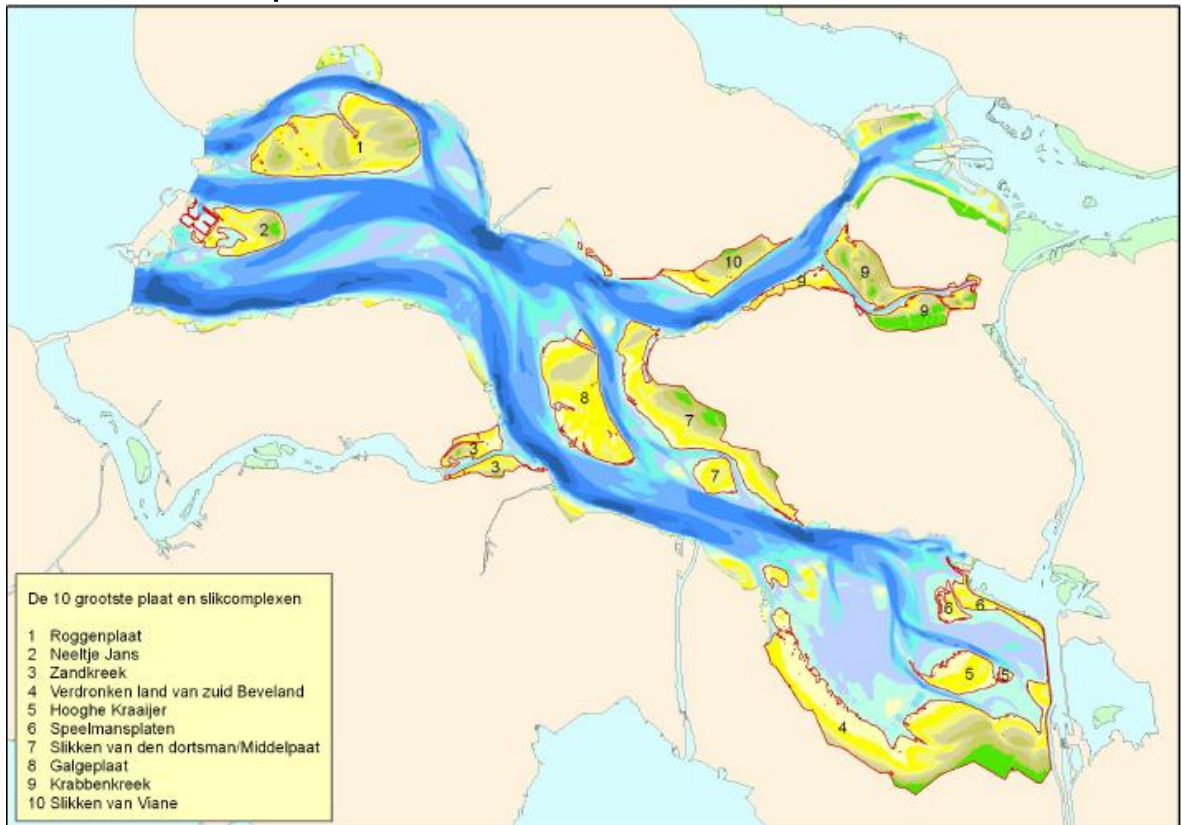 De 10 grootste plaat en slikcomplexen
1 Roggenplaat
2 Neeltje Jans
3 Zandkreek
4 Verdronken land van zuid Beveland
5 Hooghe Kraaijer
6 Speelmansplaten
7 Slikken van den dortsman/Middelpaat
8 Galgeplaat
9 Krabbenkreek
10 Slikken van Viane
1
2
10
9
9
9
8
7
3
3
7
6
6
5
5
4